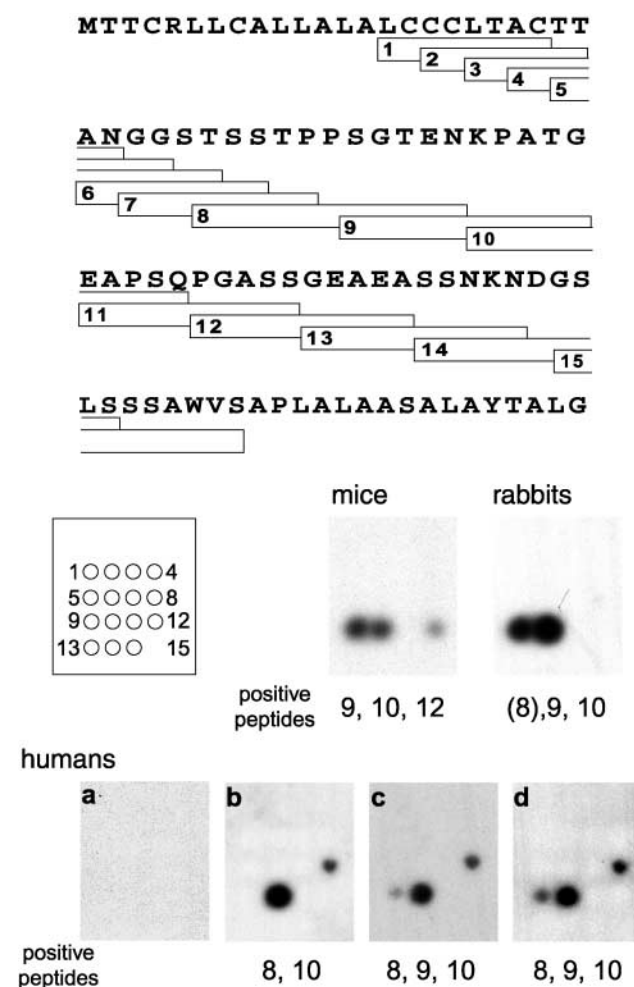 MTTCRLLCALLALALCCCLTACTT
1 2 3 4 5
ANGGSTSSTPPSGTENKPATG
6 7 8 9 10
EAPSQPGASSGEAEASSNKNDGS
11 12 13 14 15
LSSSAWVSAPLALAASALAYTALG
mice rabbits
1 4
5 8
9 12
13 15
positive peptides 9, 10, 12 (8),9, 10
humans
a b c d
positive peptides 8, 10 8, 9, 10 8, 9, 10